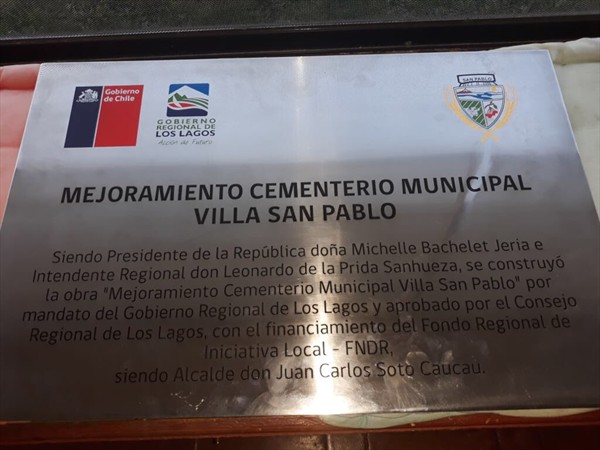 Gobierno
de Chile
GOBIERNO
REGIONAL DE
LOS LAGOS
Acción de Futuro
SAN PABLO
MEJORAMIENTO CEMENTERIO MUNICIPAL
VILLA SAN PABLO
Siendo Presidente de la República doña Michelle Bachelet Jeria e
Intendente Regional don Leonardo de la Prida Sanhueza, se construyó
la obra "Mejoramiento Cementerio Municipal Villa San Pablo" por
mandato del Gobierno Regional de Los Lagos y aprobado por el Consejo
Regional de Los Lagos, con el financiamiento del Fondo Regional de
Iniciativa Local - FNDR,
siendo Alcalde don Juan Carlos Soto Caucau.